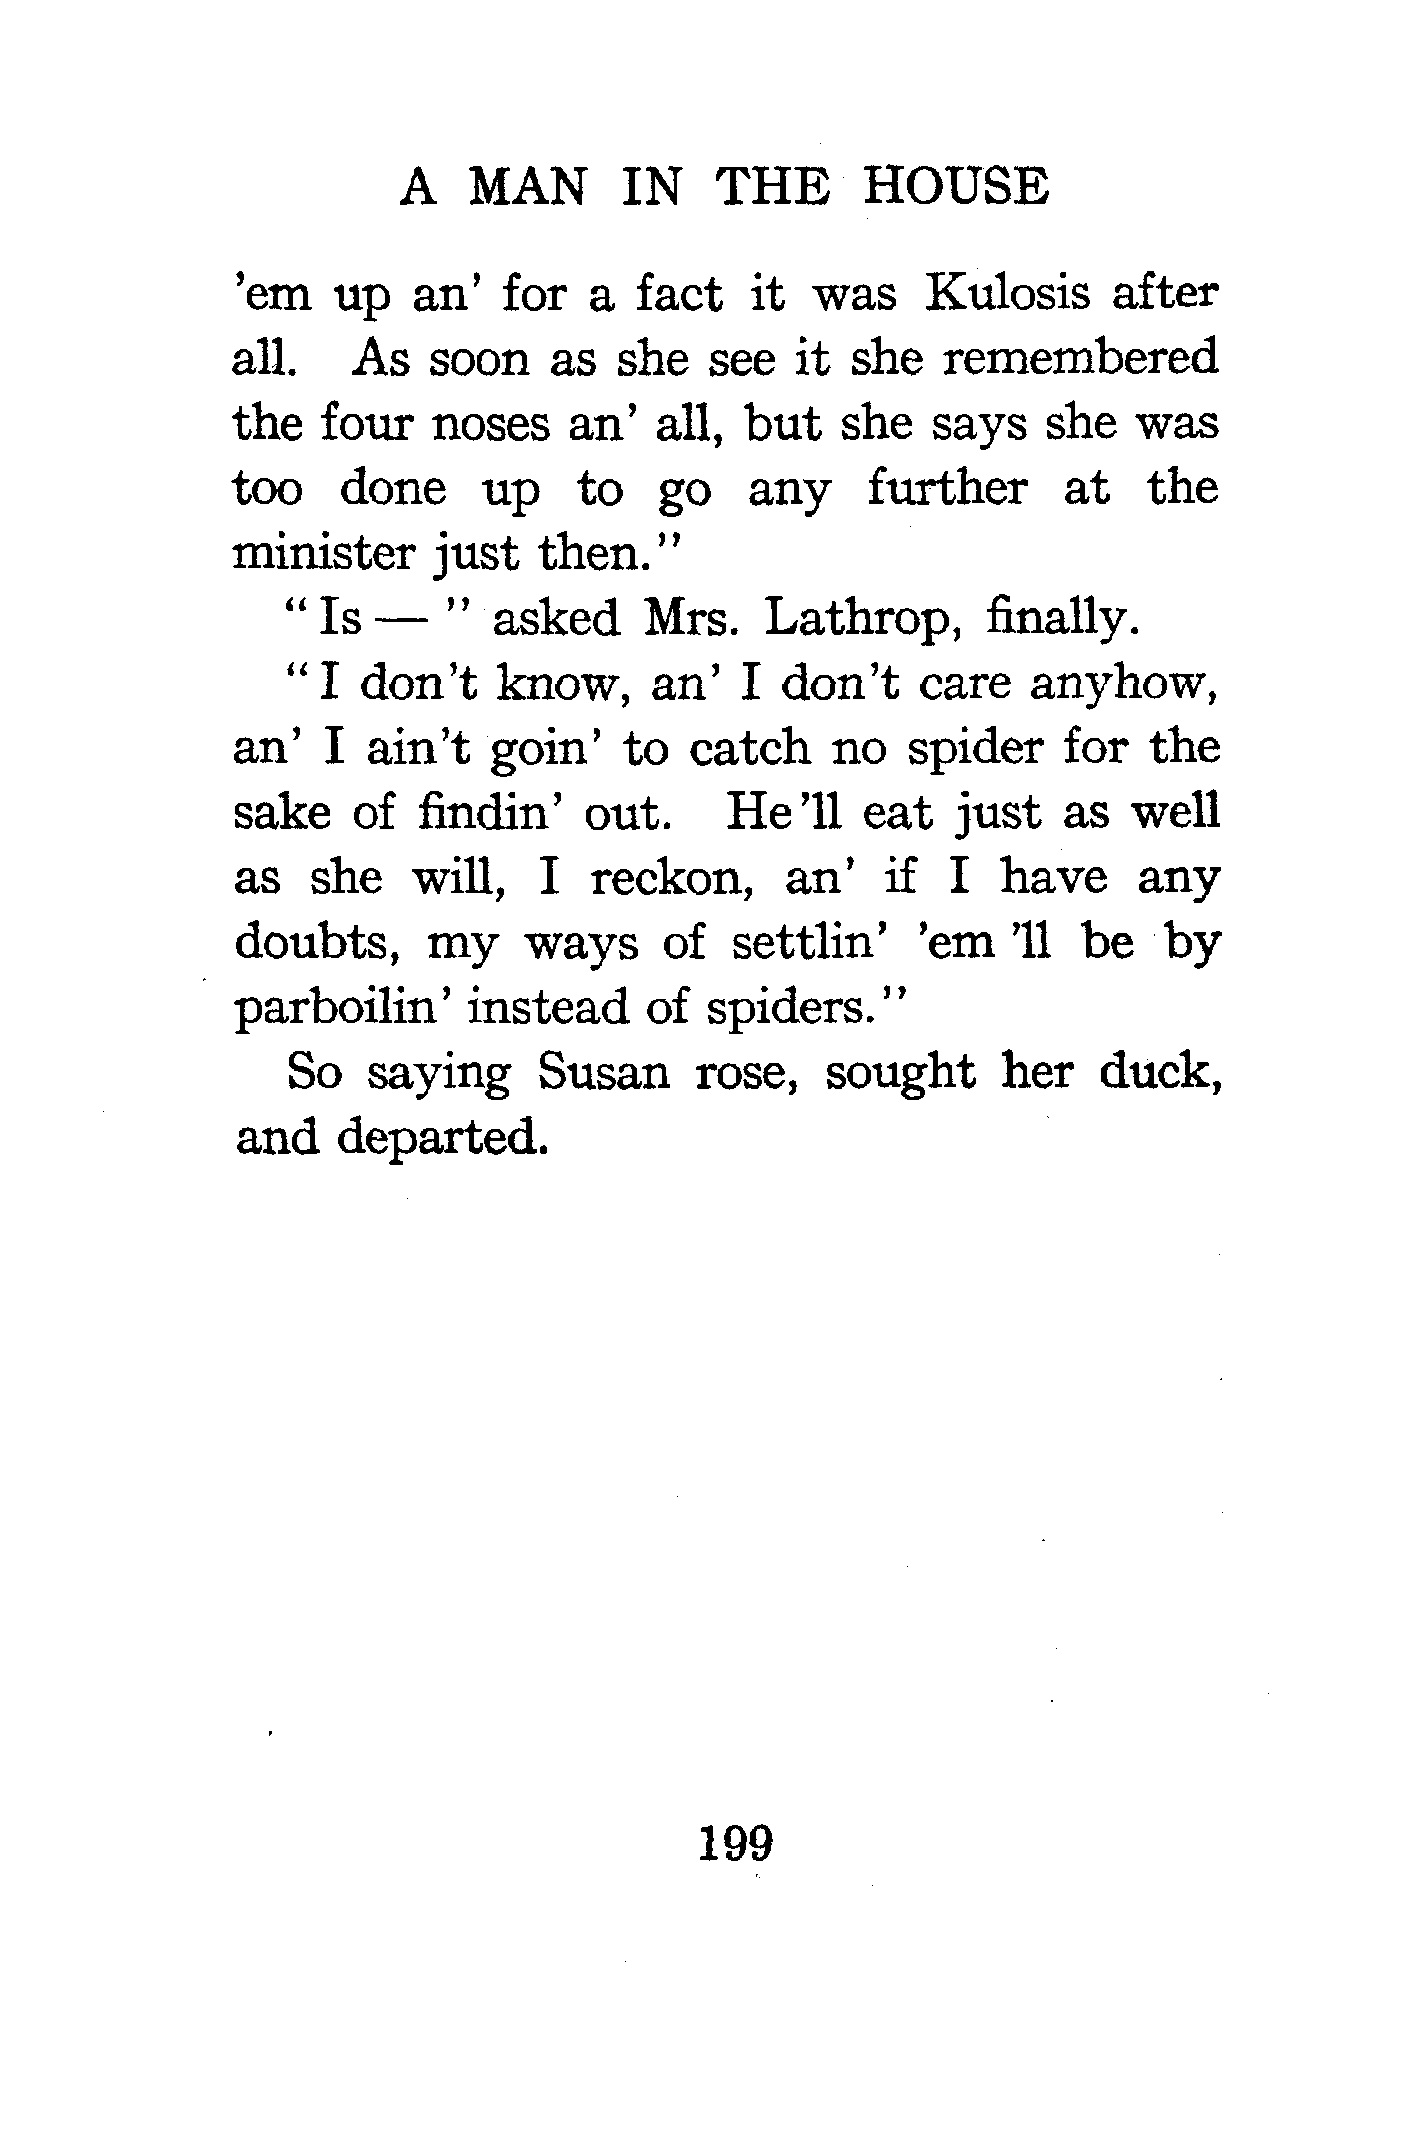 A MAN IN THE HOUSE
'em up an' for a fact it was Kulosis after
all. As soon as she see it she remembered
the four noses an' all, but she says she was
too done up to go any further at the
minister just then."
"Is — " asked Mrs. Lathrop, finally.
"I don't know, an' I don't care anyhow,
an' I ain't goin' to catch no spider for the
sake of findin' out. He'll eat just as well
as she will, I reckon, an' if I have any
doubts, my ways of settlin' 'em 'll be by
parboilin' instead of spiders."
So saying Susan rose, sought her duck,
and departed.
199